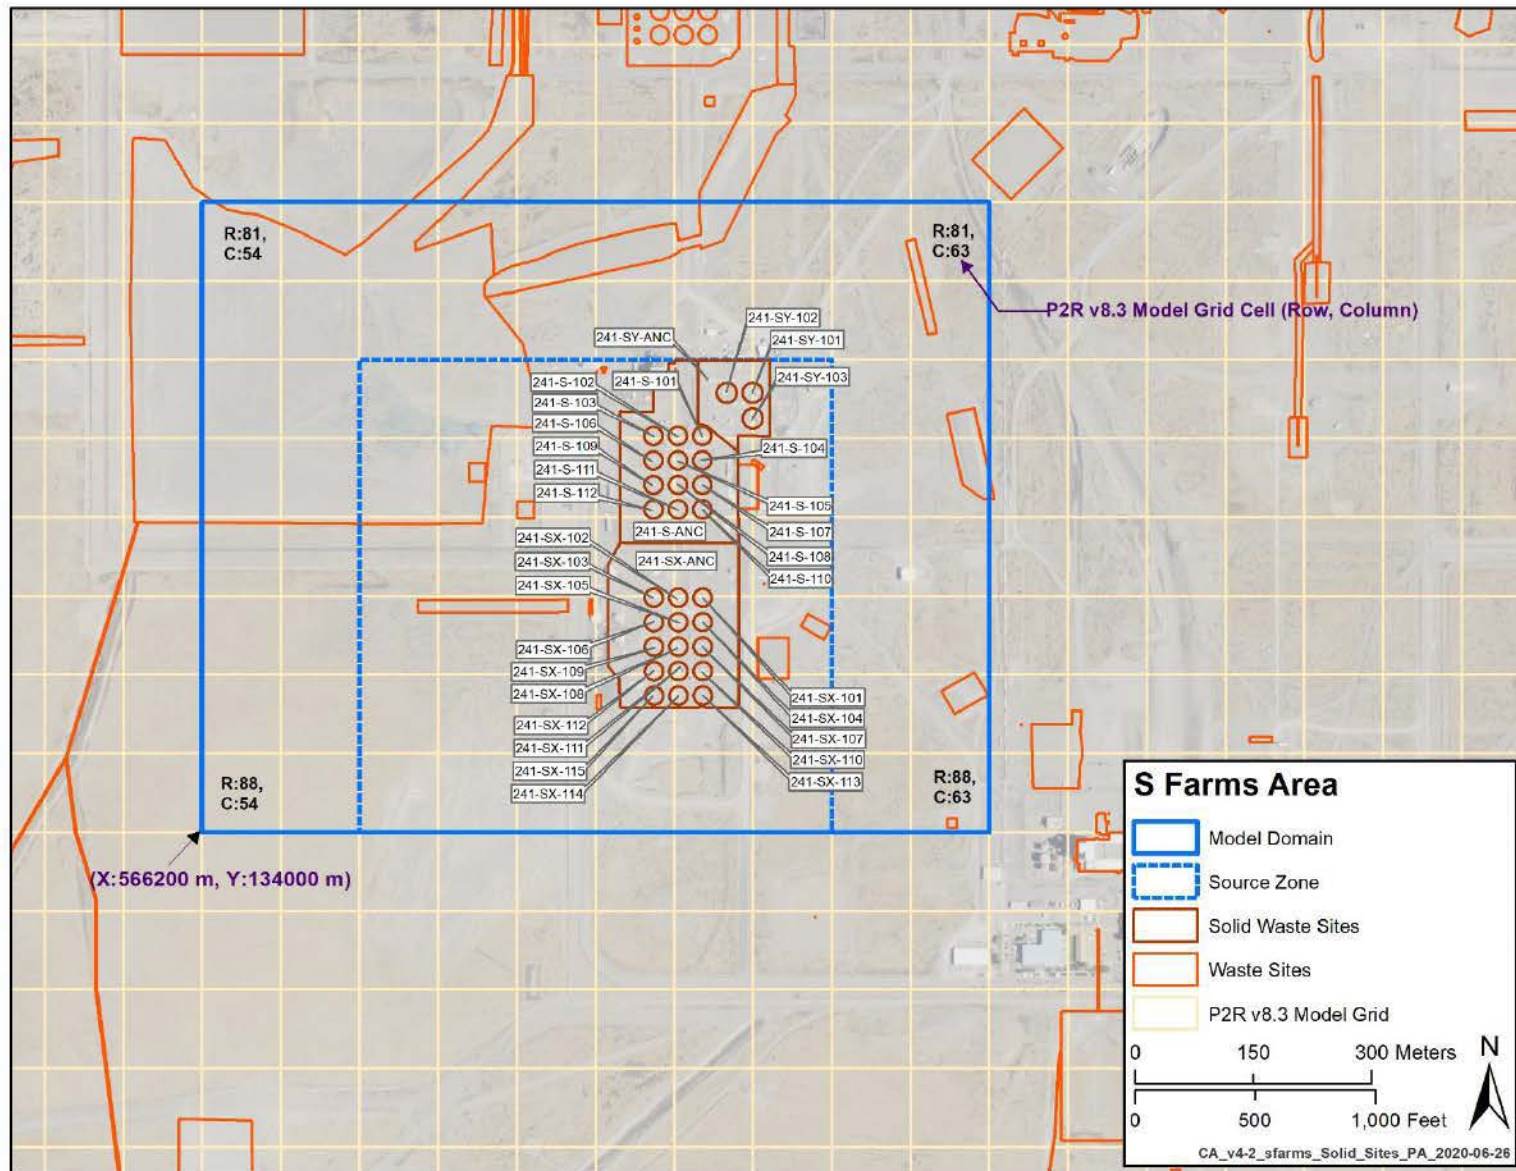 R:81,
C:54
R:81,
C:63
P2R v8.3 Model Grid Cell (Row, Column)
241-SY-102
241-SY-ANC
241-SY-101
241-SY-103
241-S-102
241-S-101
241-S-103
241-S-106
241-S-109
241-S-104
241-S-111
241-S-112
241-S-105
241-S-107
241-S-ANC
241-S-108
241-S-110
241-SX-102
241-SX-103
241-SX-ANC
241-SX-105
241-SX-106
241-SX-109
241-SX-108
241-SX-112
241-SX-111
241-SX-115
241-SX-114
241-SX-101
241-SX-104
241-SX-107
241-SX-110
241-SX-113
R:88,
C:54
R:88,
C:63
(X:566200 m, Y:134000 m)
S Farms Area
Model Domain
Source Zone
Solid Waste Sites
Waste Sites
P2R v8.3 Model Grid
0 150 300 Meters
N
0 500 1,000 Feet
CA_v4-2_sfarms_Solid_Sites_PA_2020-06-26